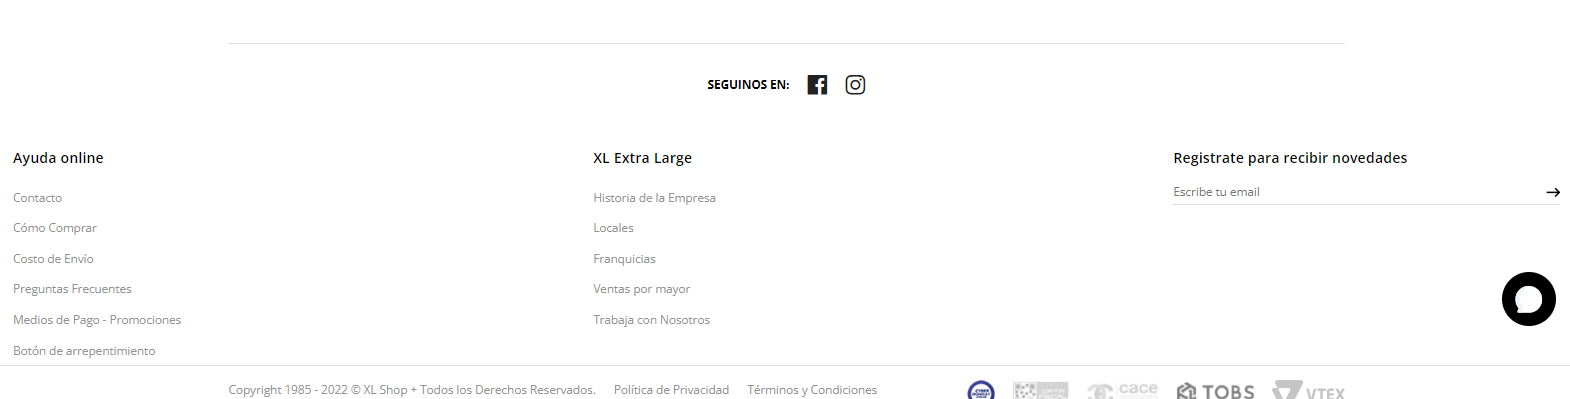 SEGUINOS EN:
Ayuda online
Contacto
Cómo Comprar
Costo de Envío
Preguntas Frecuentes
Medios de Pago - Promociones
Botón de arrepentimiento
XL Extra Large
Historia de la Empresa
Locales
Franquicias
Ventas por mayor
Trabaja con Nosotros
Registrate para recibir novedades
Escribe tu email
Copyright 1985 - 2022 © XL Shop + Todos los Derechos Reservados. Política de Privacidad Términos y Condiciones
CYBER
MONDAY
cace
TOBS
VTEX